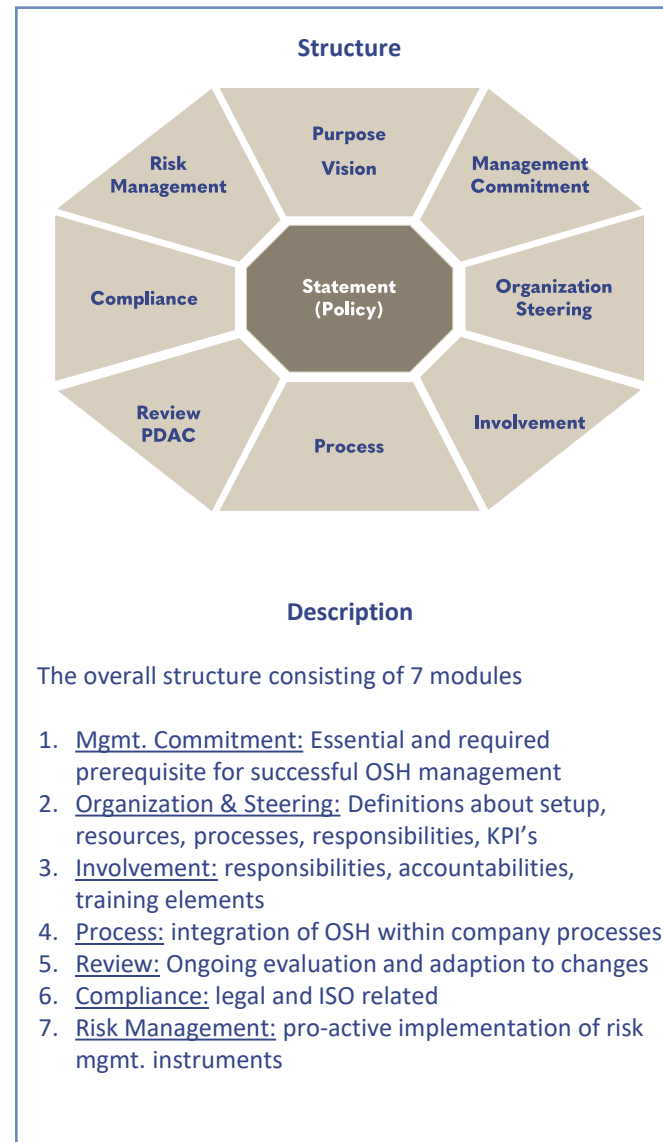 Structure
Purpose
Vision
Risk
Management
Management
Commitment
Compliance
Statement
(Policy)
Organization
Steering
Review
PDAC
Process
Involvement
Description
The overall structure consisting of 7 modules
1. Mgmt. Commitment: Essential and required
prerequisite for successful OSH management
2. Organization & Steering: Definitions about setup,
resources, processes, responsibilities, KPI's
3. Involvement: responsibilities, accountabilities,
training elements
4. Process: integration of OSH within company processes
5. Review: Ongoing evaluation and adaption to changes
6. Compliance: legal and ISO related
7. Risk Management: pro-active implementation of risk
mgmt. instruments